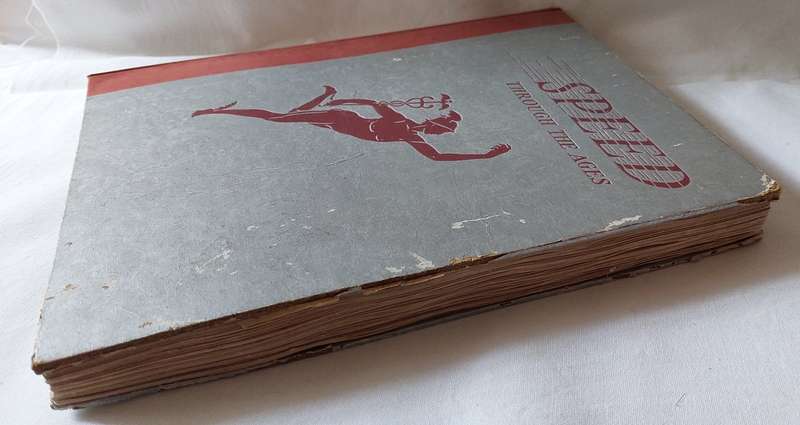 SPEED
THROUGH THE AGES